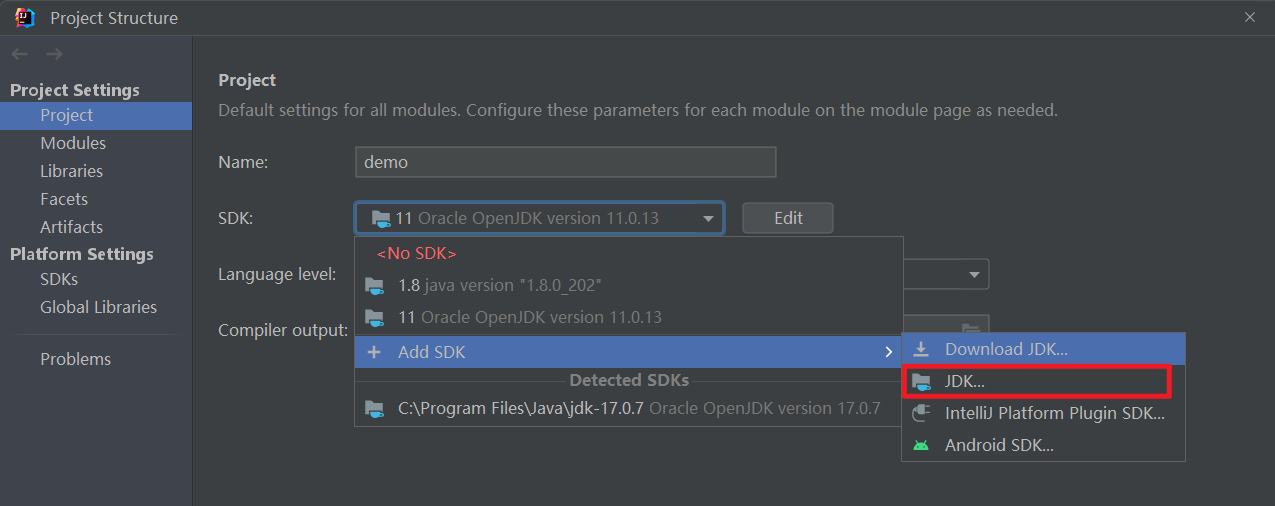 Project Structure
Project Settings
Project
Modules
Libraries
Facets
Artifacts
Platform Settings
SDKs
Global Libraries
Problems
Project
Default settings for all modules. Configure these parameters for each module on the module page as needed.
Name: demo
SDK: 11 Oracle OpenJDK version 11.0.13 Edit
<No SDK>
Language level:
1.8 java version "1.8.0_202"
11 Oracle OpenJDK version 11.0.13
Compiler output:
Add SDK
Detected SDKs
C:\Program Files\Java\jdk-17.0.7 Oracle OpenJDK version 17.0.7
Download JDK...
JDK...
IntelliJ Platform Plugin SDK...
Android SDK...